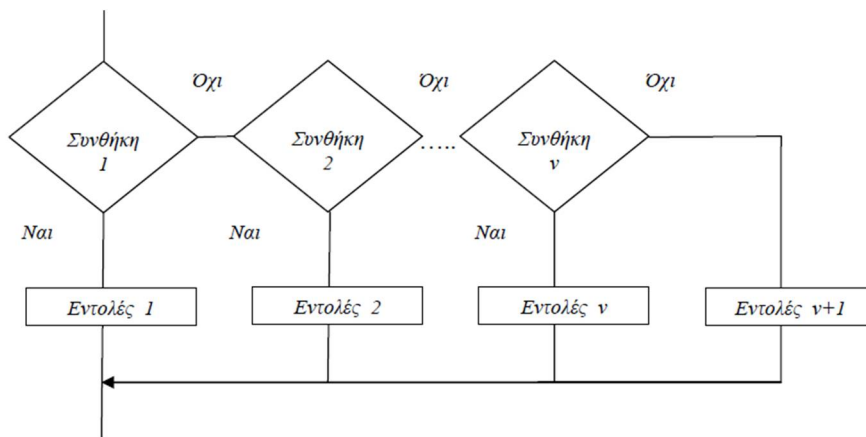 Όχι
Όχι
Όχι
Συνθήκη
1
Συνθήκη
2
.....
Συνθήκη
ν
Ναι
Ναι
Ναι
Εντολές 1
Εντολές 2
Εντολές ν
Εντολές ν+1